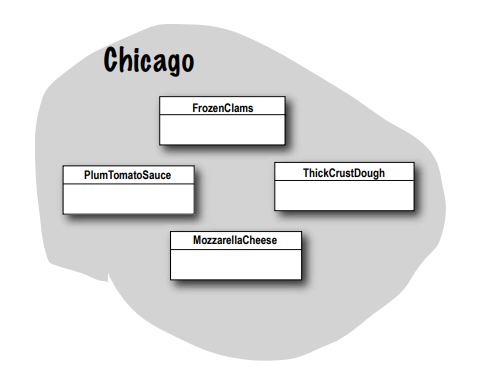 Chicago
FrozenClams
PlumTomatoSauce
ThickCrustDough
MozzarellaCheese